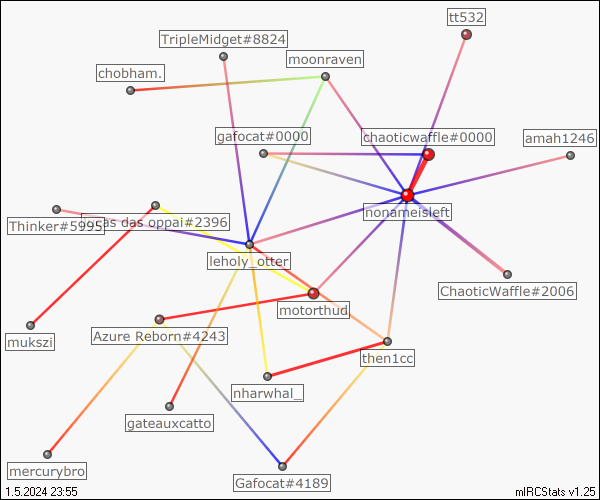 tt532
TripleMidget#8824
moonraven
chobham.
gafocat#0000
chaoticwaffle#0000
amah1246
Thinker#5995
das oppai#2396
nonameisleft
leholy_otter
ChaoticWaffle#2006
motorthud
mukszi
Azure Reborn#4243
then1cc
nharwhal_
gateauxcatto
mercurybro
Gafocat#4189
1.5.2024 23:55
mIRCStats v1.25